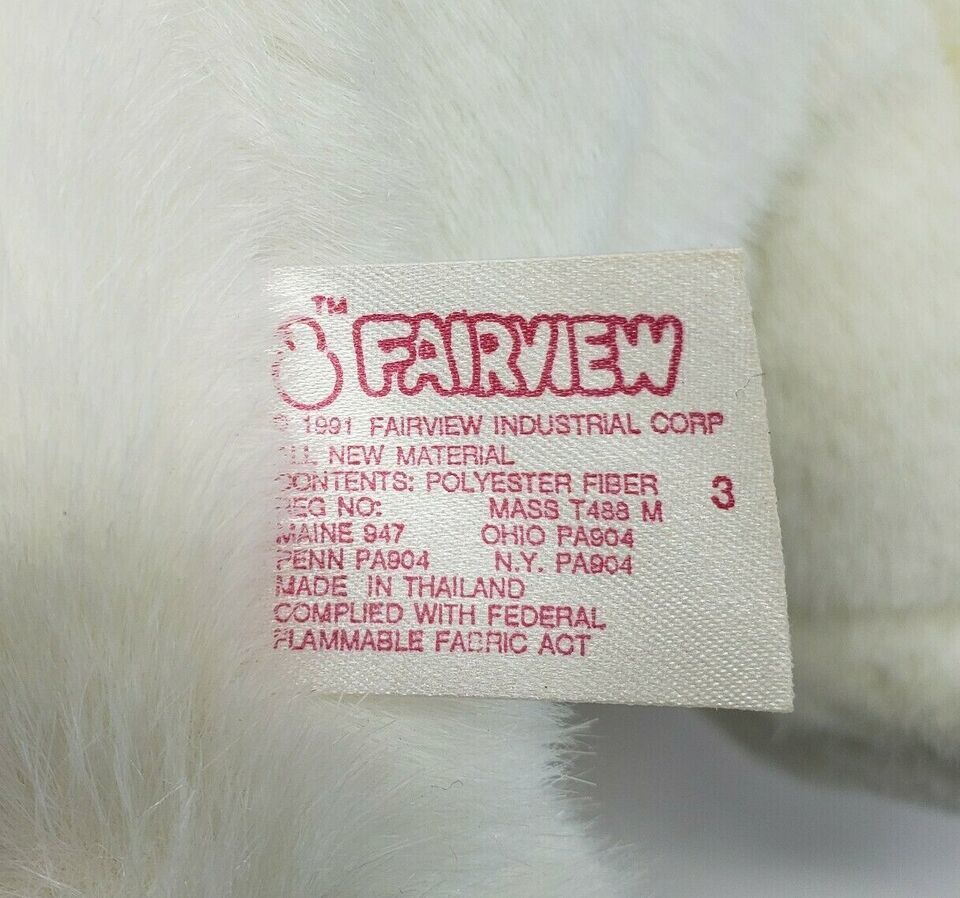 TM
FAIRVIEW
© 1991 FAIRVIEW INDUSTRIAL CORP
ALL NEW MATERIAL
CONTENTS: POLYESTER FIBER
3
REG NO: MASS T488 M
MAINE 947 OHIO PA904
PENN PA904 N.Y. PA904
MADE IN THAILAND
COMPLIED WITH FEDERAL
FLAMMABLE FABRIC ACT